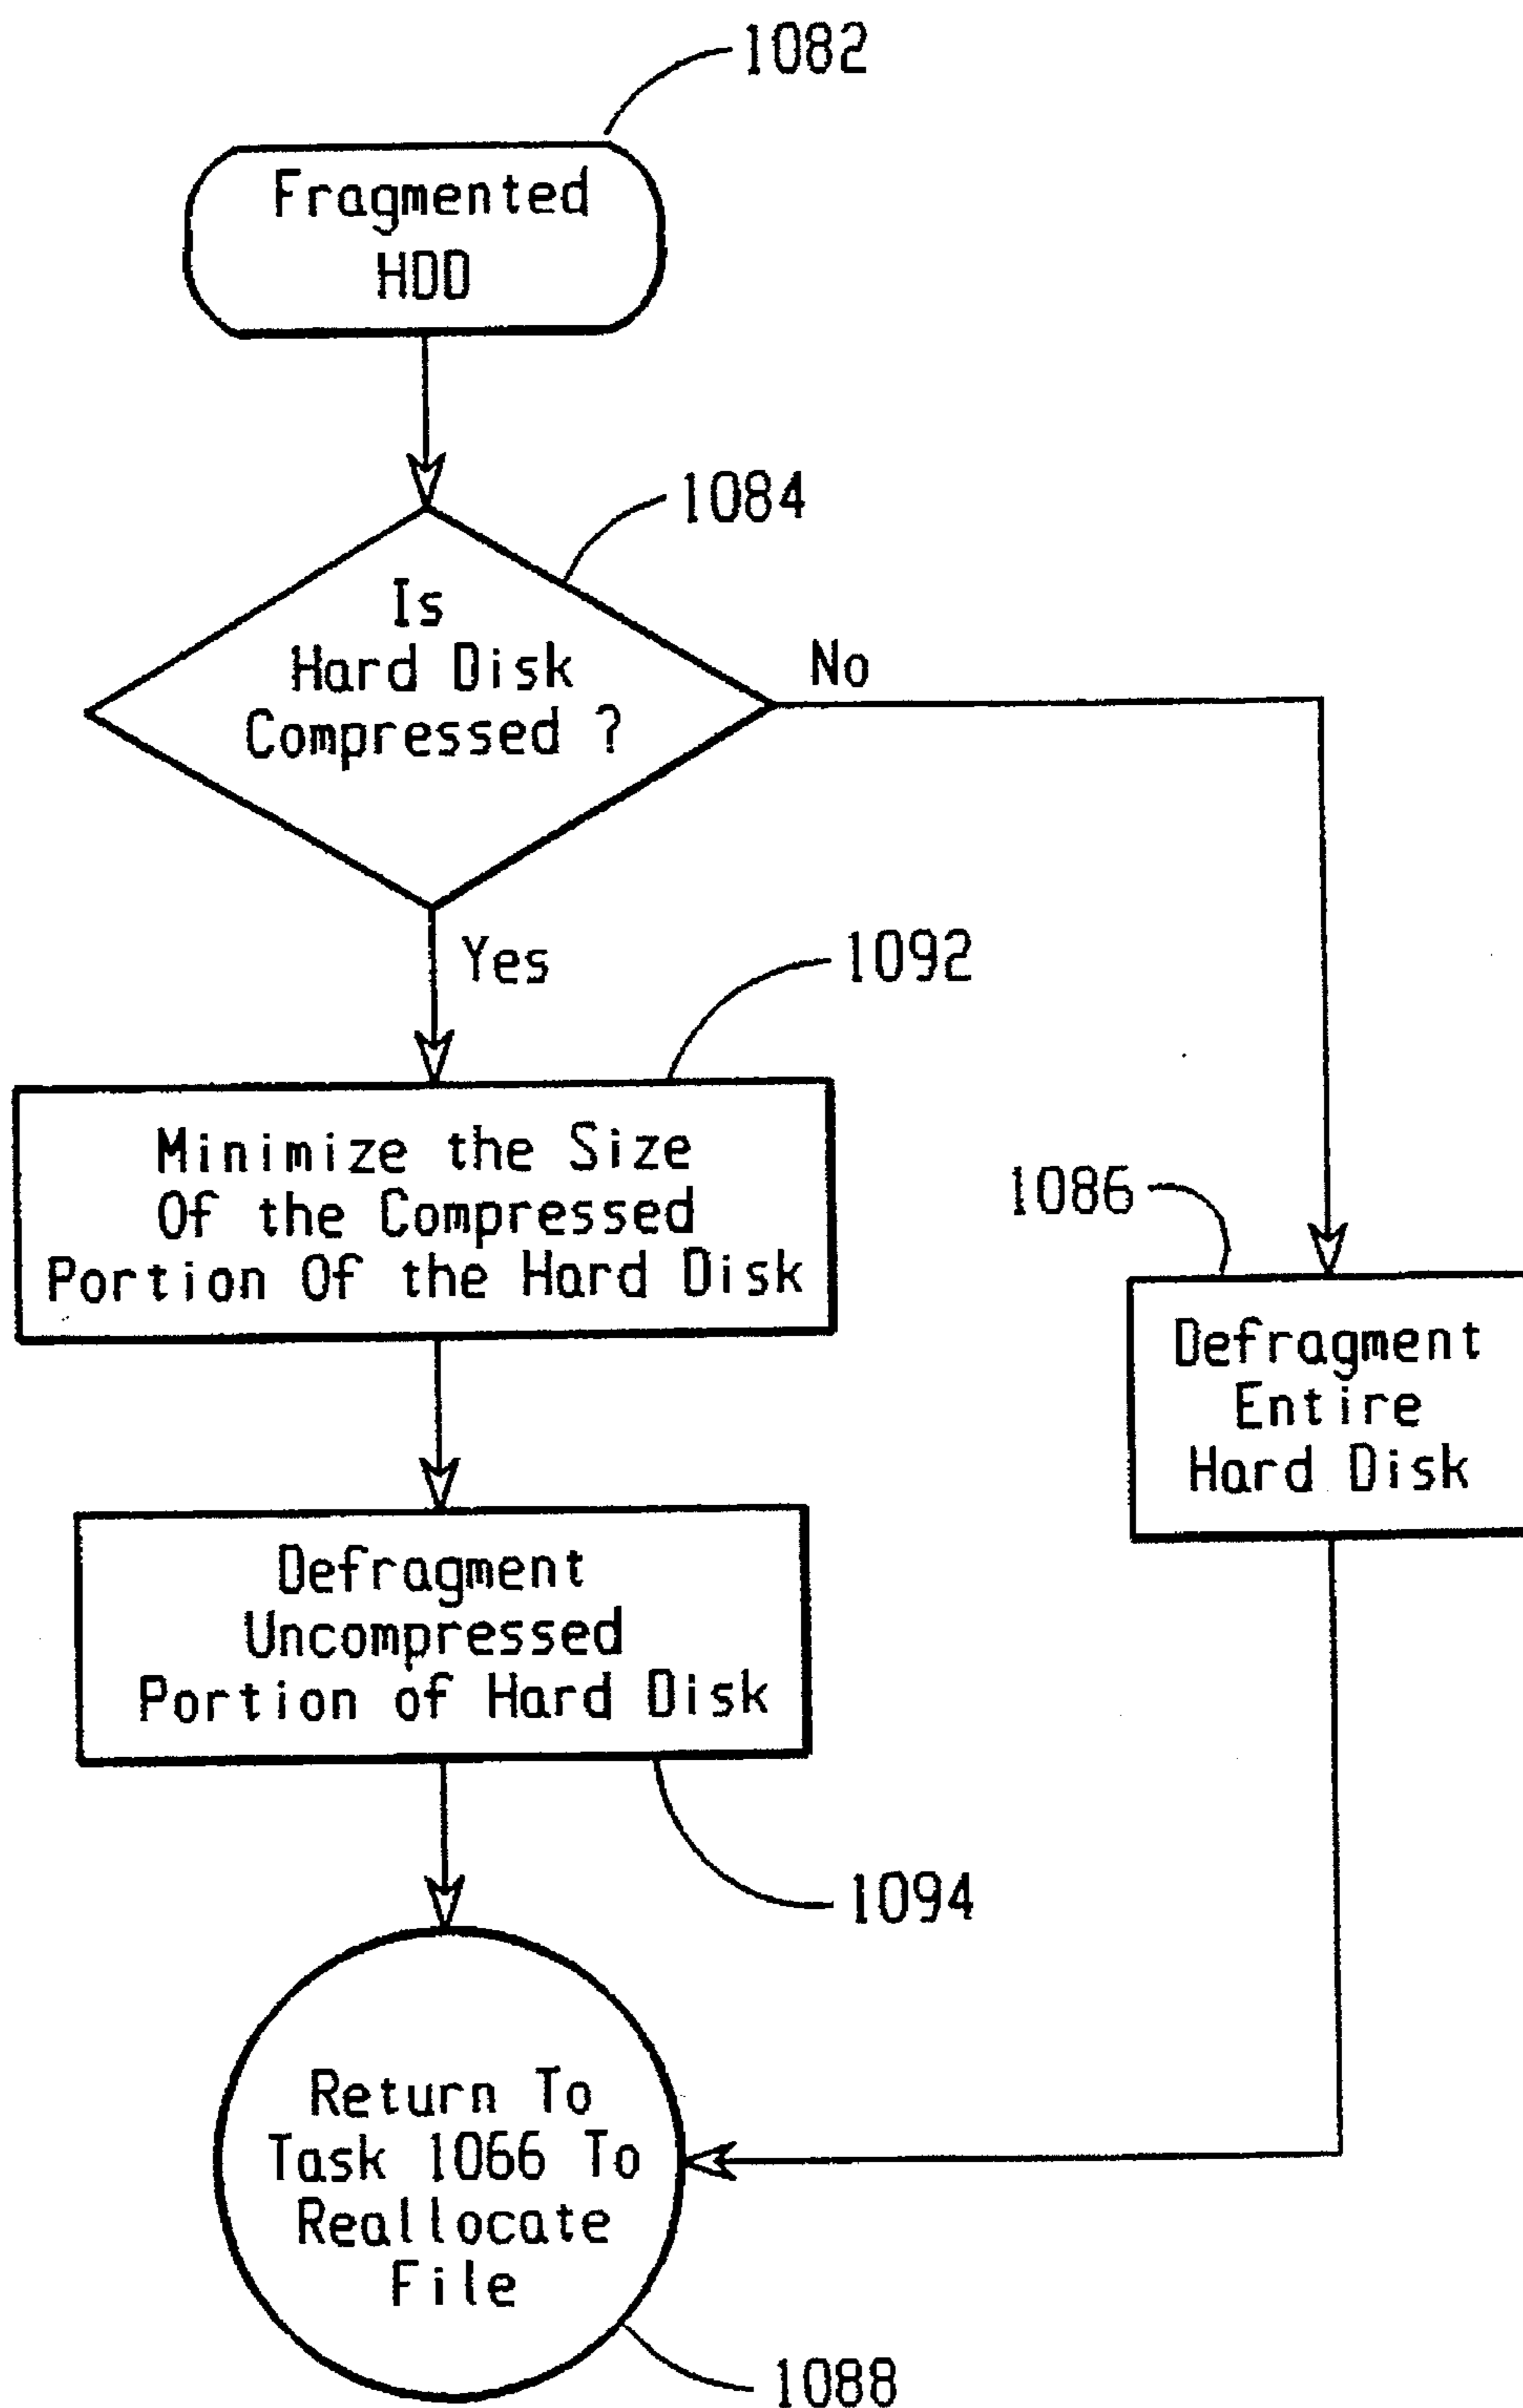 1082
Fragmented
HDD
1084
Is
Hard Disk
Compressed ?
No
Yes
1092
Minimize the Size
Of the Compressed
Portion Of the Hard Disk
1086
Defragment
Entire
Hard Disk
Defragment
Uncompressed
Portion of Hard Disk
1094
Return To
Task 1066 To
Reallocate
File
1088